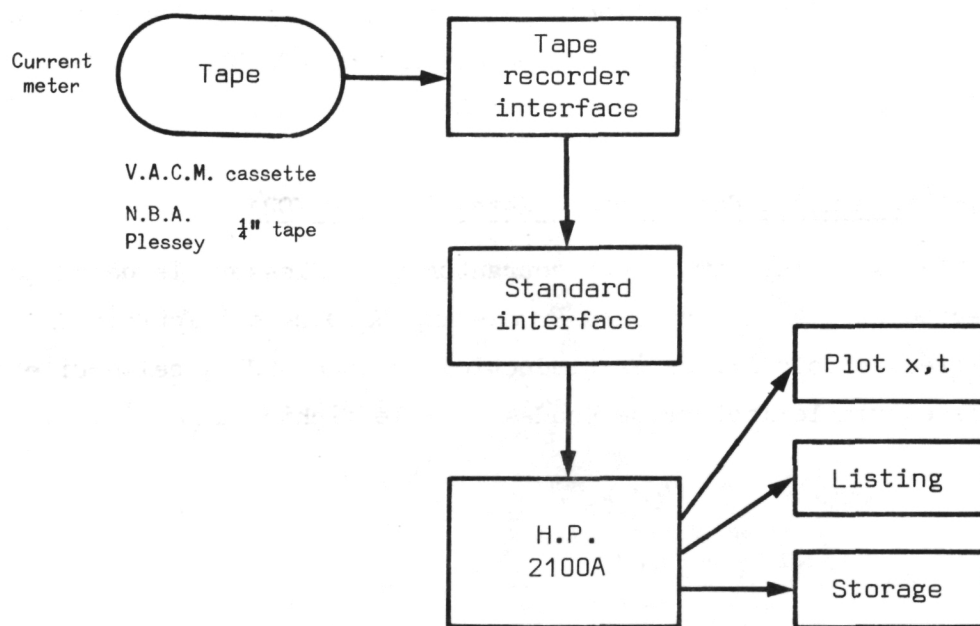 Current
meter
Tape
Tape
recorder
interface
V.A.C.M. cassette
N.B.A.
Plessey
¼" tape
Standard
interface
H.P.
2100A
Plot x,t
Listing
Storage